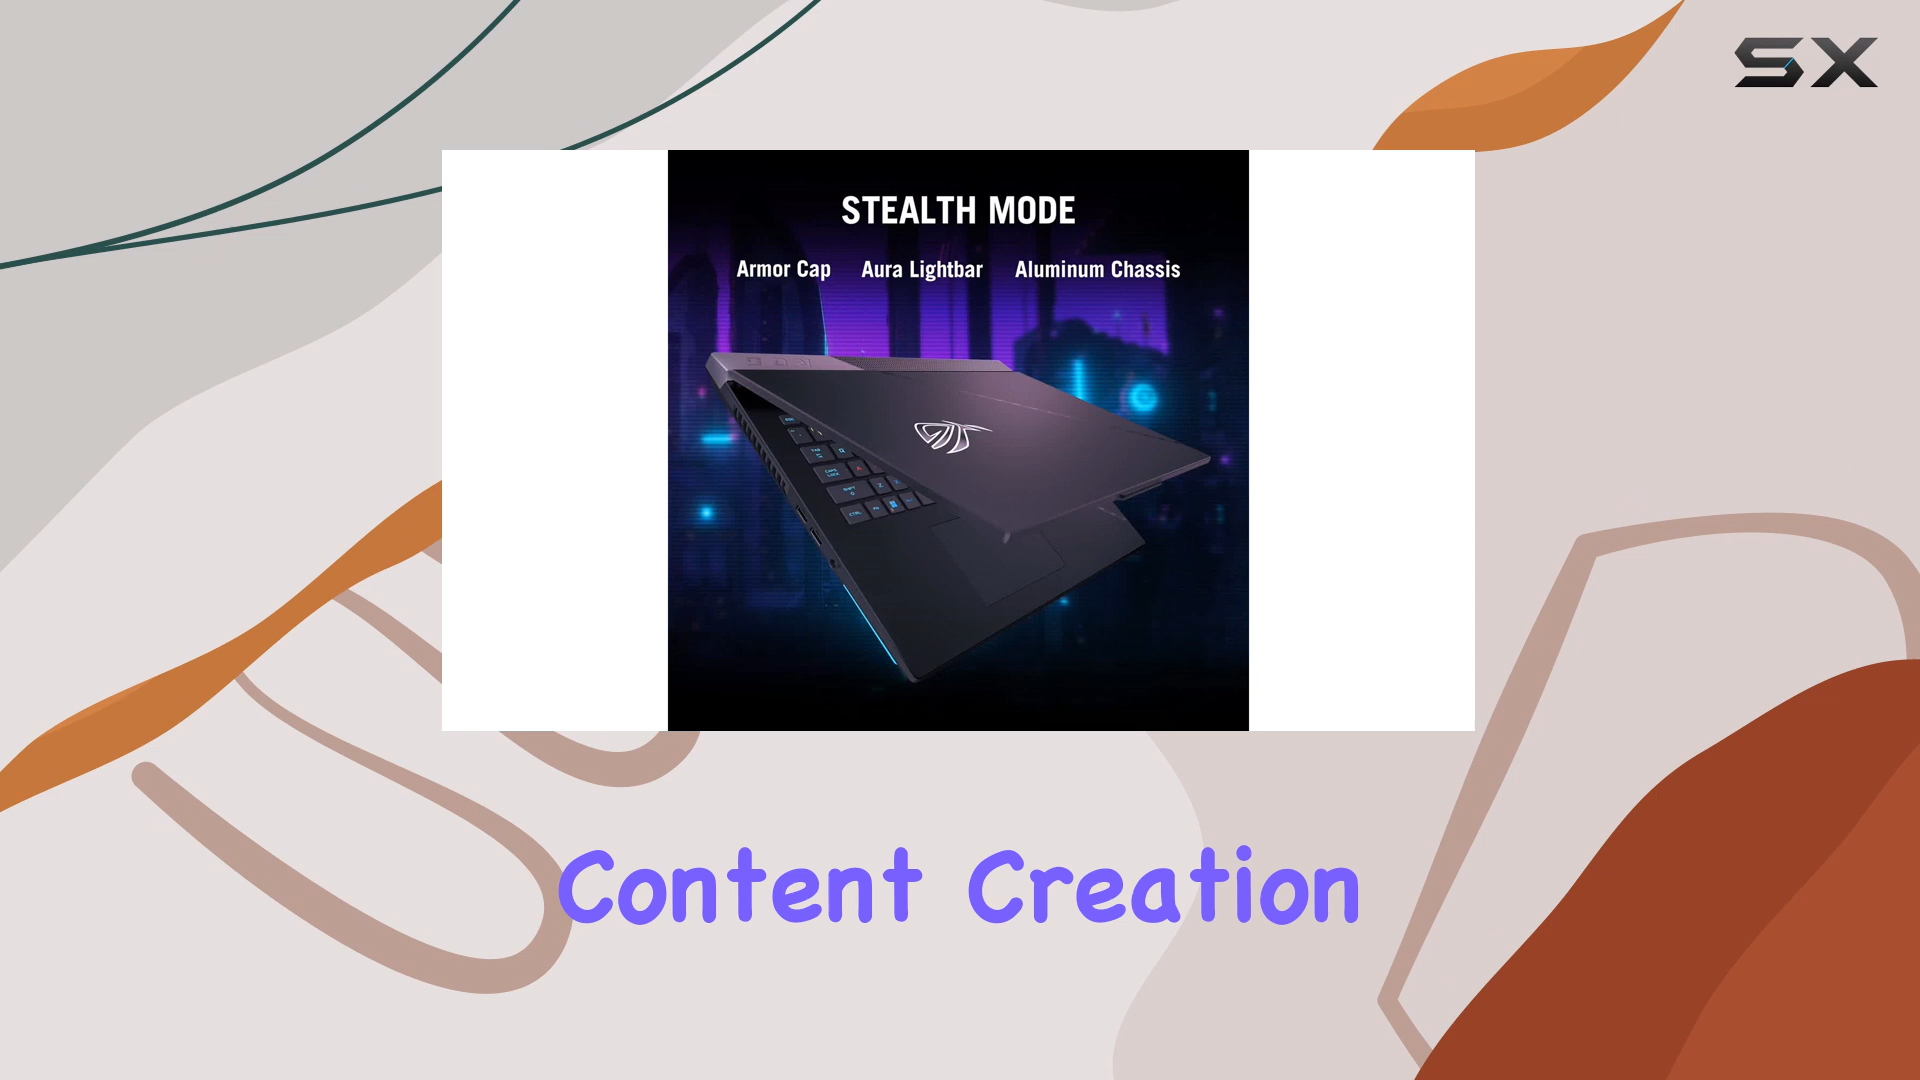 SX
STEALTH MODE
Armor Cap Aura Lightbar Aluminum Chassis
Content Creation